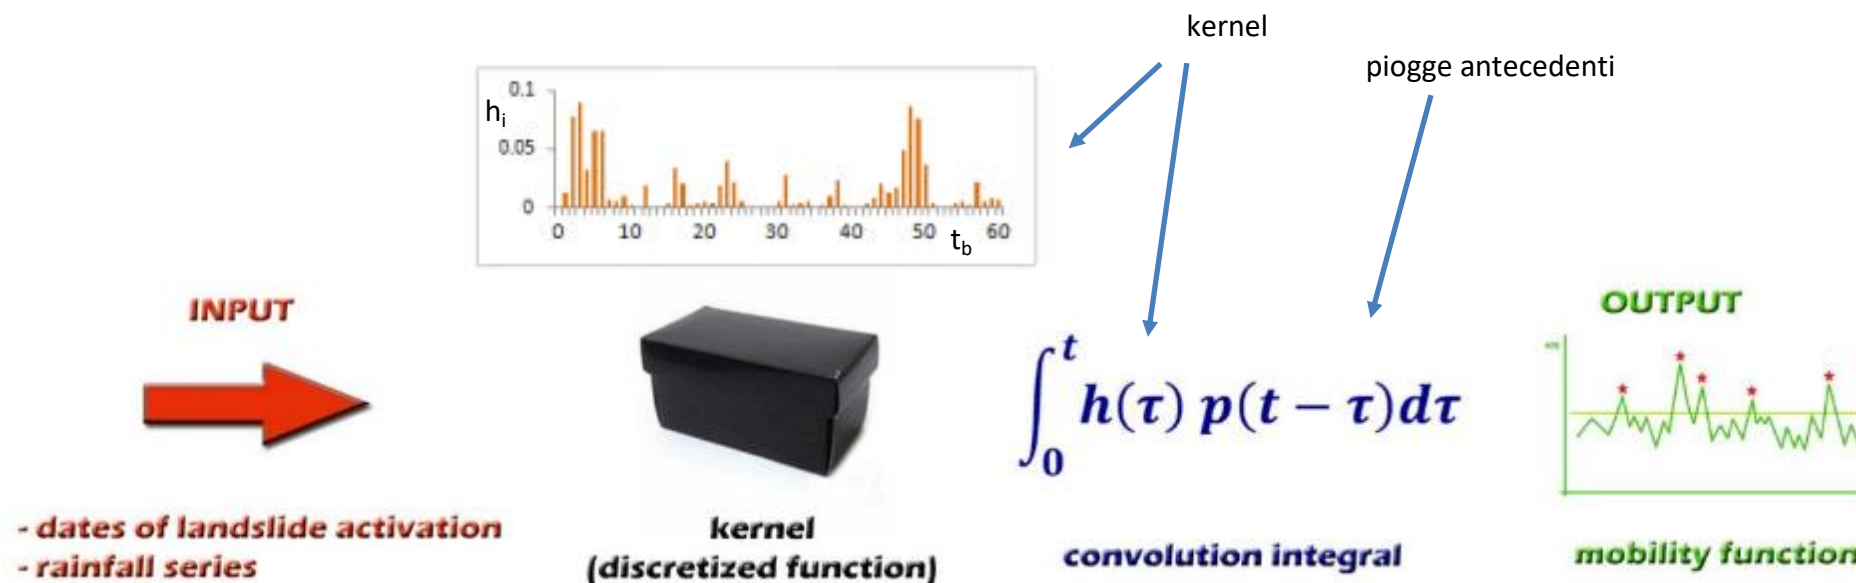 kernel
piogge antecedenti
0.1
hi
0.05
0
0 10 20 30 40 50 tb 60
INPUT
OUTPUT
∫₀ᵗ h(τ) p(t − τ)dτ
- dates of landslide activation
- rainfall series
kernel
(discretized function)
convolution integral
mobility function